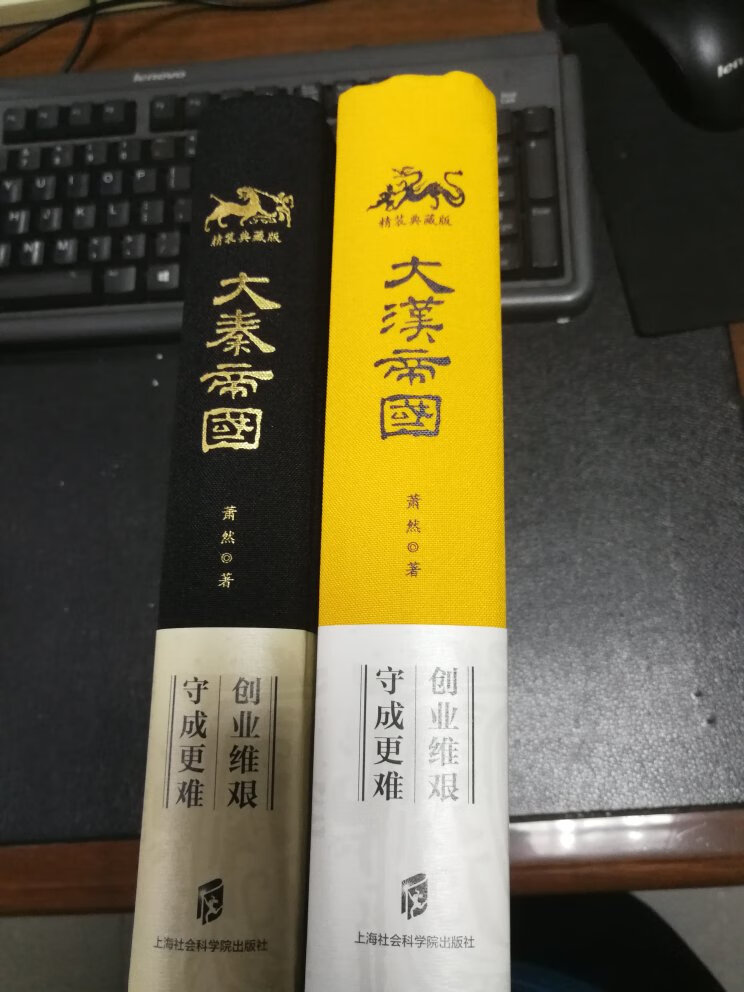 lenovo
精装典藏版
大秦帝國
萧然◎著
创业维艰
守成更难
上海社会科学院出版社
精装典藏版
大漢帝國
萧然◎著
创业维艰
守成更难
上海社会科学院出版社